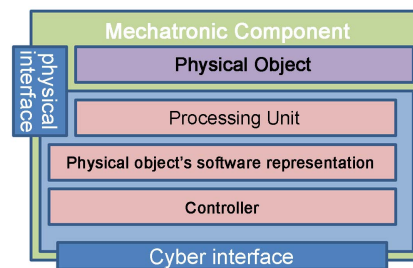 Mechatronic Component
physical
interface
Physical Object
Processing Unit
Physical object's software representation
Controller
Cyber interface